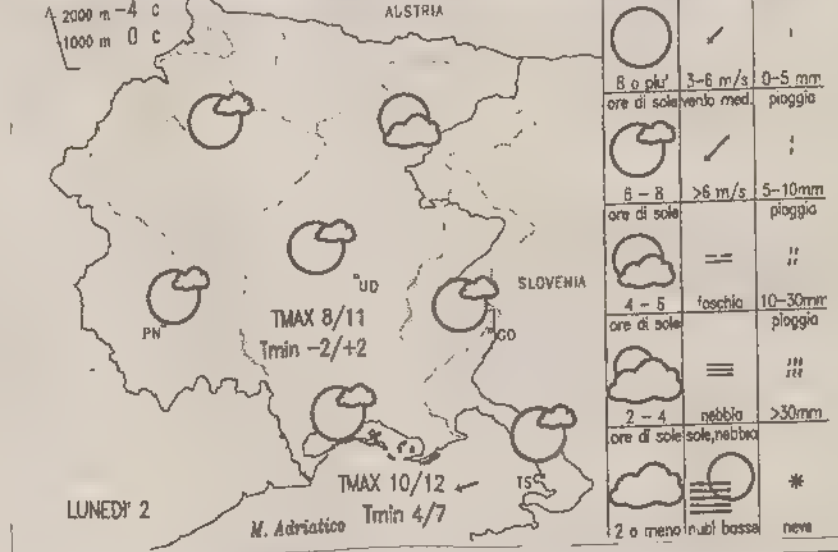 2000 m -4 c
1000 m 0 c
AUSTRIA
SLOVENIA
UD
PN
GO
TS
TMAX 8/11
Tmin -2/+2
TMAX 10/12
Tmin 4/7
LUNEDI' 2
M. Adriatico
8 o piu'
ore di sole
3-6 m/s
vento med.
0-5 mm
pioggia
6 - 8
ore di sole
>6 m/s
5-10mm
pioggia
4 - 6
ore di sole
foschia
10-30mm
pioggia
2 - 4
ore di sole
nebbia
>30mm
sole,nebbia
2 o meno
nubi basse
neve